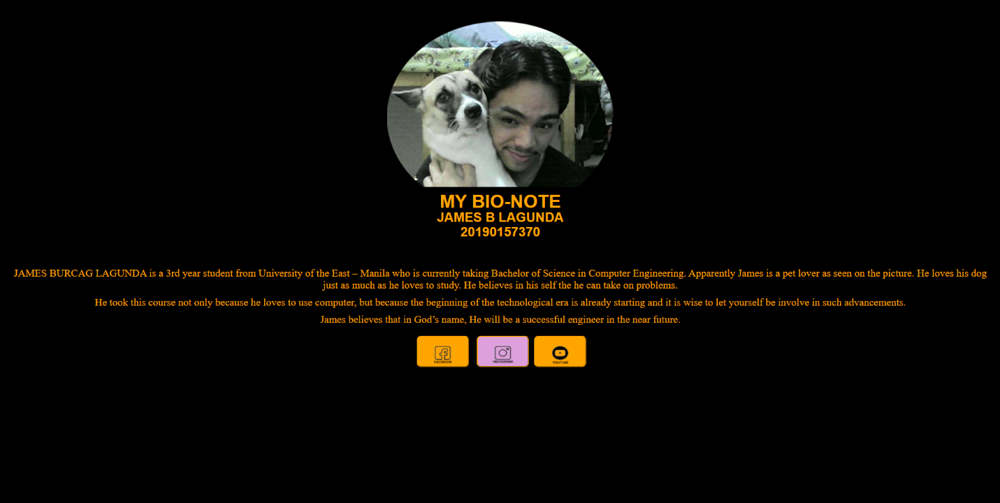 MY BIO-NOTE
JAMES B LAGUNDA
20190157370
JAMES BURCAG LAGUNDA is a 3rd year student from University of the East – Manila who is currently taking Bachelor of Science in Computer Engineering. Apparently James is a pet lover as seen on the picture. He loves his dog
just as much as he loves to study. He believes in his self the he can take on problems.
He took this course not only because he loves to use computer, but because the beginning of the technological era is already starting and it is wise to let yourself be involve in such advancements.
James believes that in God’s name, He will be a successful engineer in the near future.
FACEBOOK INSTAGRAM YOUTUBE